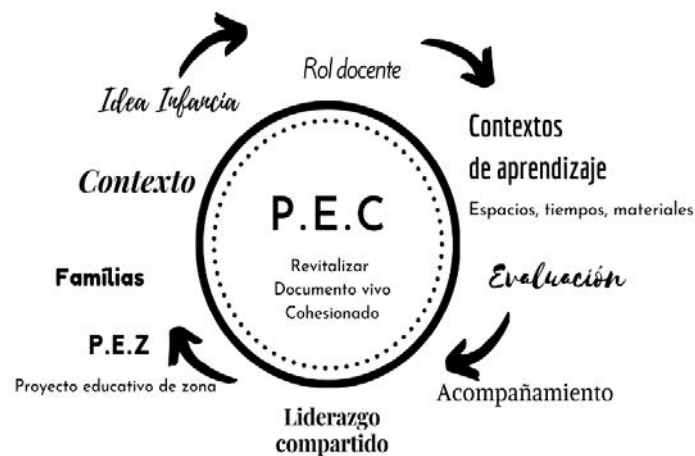 Rol docente
Idea Infancia
Contextos
de aprendizaje
Espacios, tiempos, materiales
Contexto
P.E.C
Revitalizar
Documento vivo
Cohesionado
Famílias
Evaluación
P.E.Z
Proyecto educativo de zona
Acompañamiento
Liderazgo
compartido